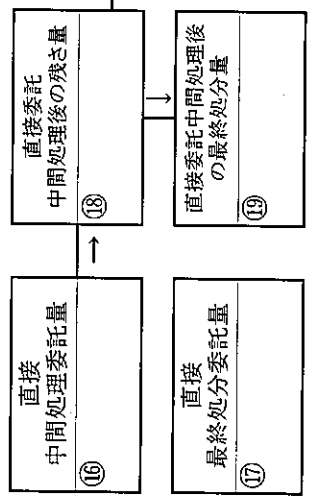 直接
中間処理委託量
⑯
→
直接委託
中間処理後の残さ量
⑱
↓
直接
最終処分委託量
⑰
直接委託中間処理後
の最終処分量
⑲